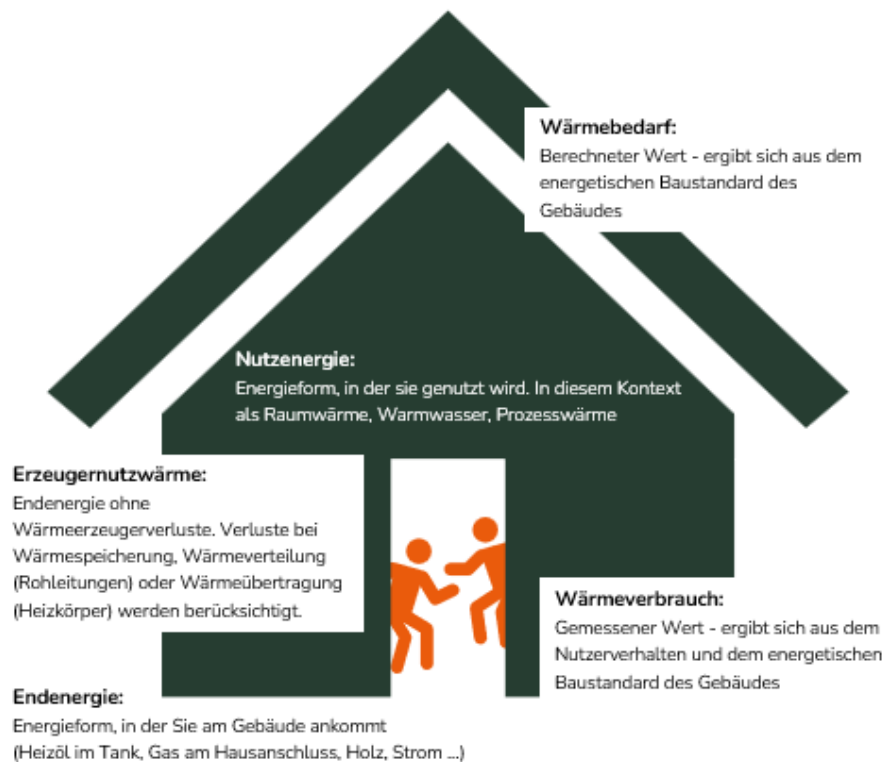 Wärmebedarf:
Berechneter Wert - ergibt sich aus dem
energetischen Baustandard des
Gebäudes
Nutzenergie:
Energieform, in der sie genutzt wird. In diesem Kontext
als Raumwärme, Warmwasser, Prozesswärme
Erzeugernutzwärme:
Endenergie ohne
Wärmeerzeugerverluste. Verluste bei
Wärmespeicherung, Wärmeverteilung
(Rohleitungen) oder Wärmeübertragung
(Heizkörper) werden berücksichtigt.
Wärmeverbrauch:
Gemessener Wert - ergibt sich aus dem
Nutzerverhalten und dem energetischen
Baustandard des Gebäudes
Endenergie:
Energieform, in der Sie am Gebäude ankommt
(Heizöl im Tank, Gas am Hausanschluss, Holz, Strom ...)